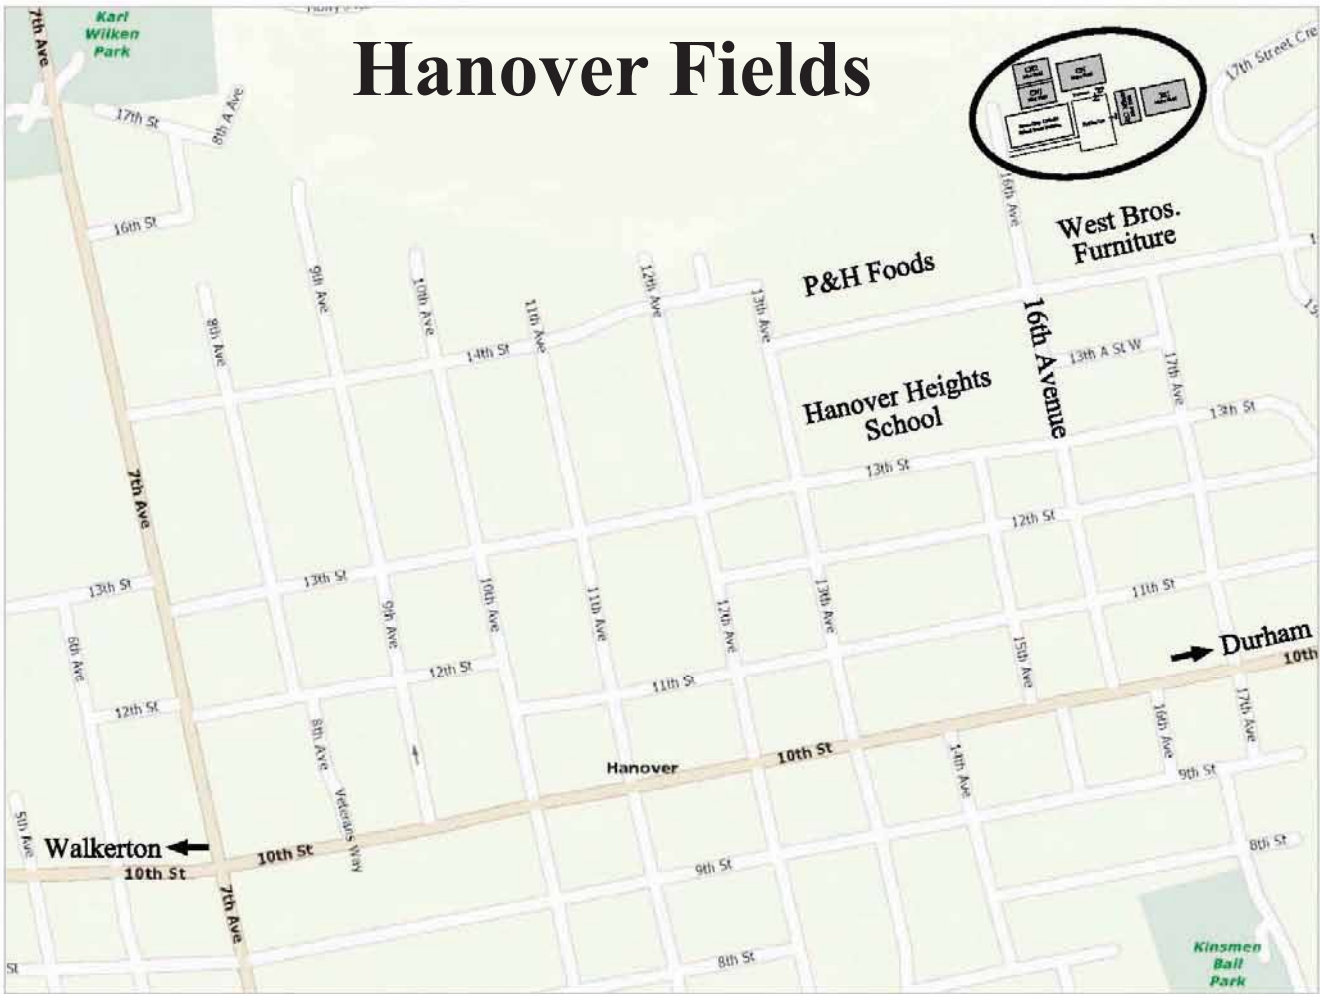 Hanover Fields
Karl
Wilken
Park
7th Ave
17th St
8th A Ave
16th St
17th Street Cre
16th Ave
West Bros.
Furniture
P&H Foods
8th Ave
9th Ave
10th Ave
11th Ave
12th Ave
13th Ave
14th St
16th Avenue
13th A St W
17th Ave
Hanover Heights
School
13th St
13th St
7th Ave
12th St
13th St
13th St
6th Ave
9th Ave
10th Ave
11th Ave
12th Ave
13th Ave
11th St
15th Ave
Durham
10th
12th St
12th St
11th St
8th Ave
Veterans Way
Hanover
10th St
14th Ave
16th Ave
17th Ave
9th St
5th Ave
Walkerton
10th St
10th St
7th Ave
9th St
8th St
8th St
St
Kinsmen
Ball
Park